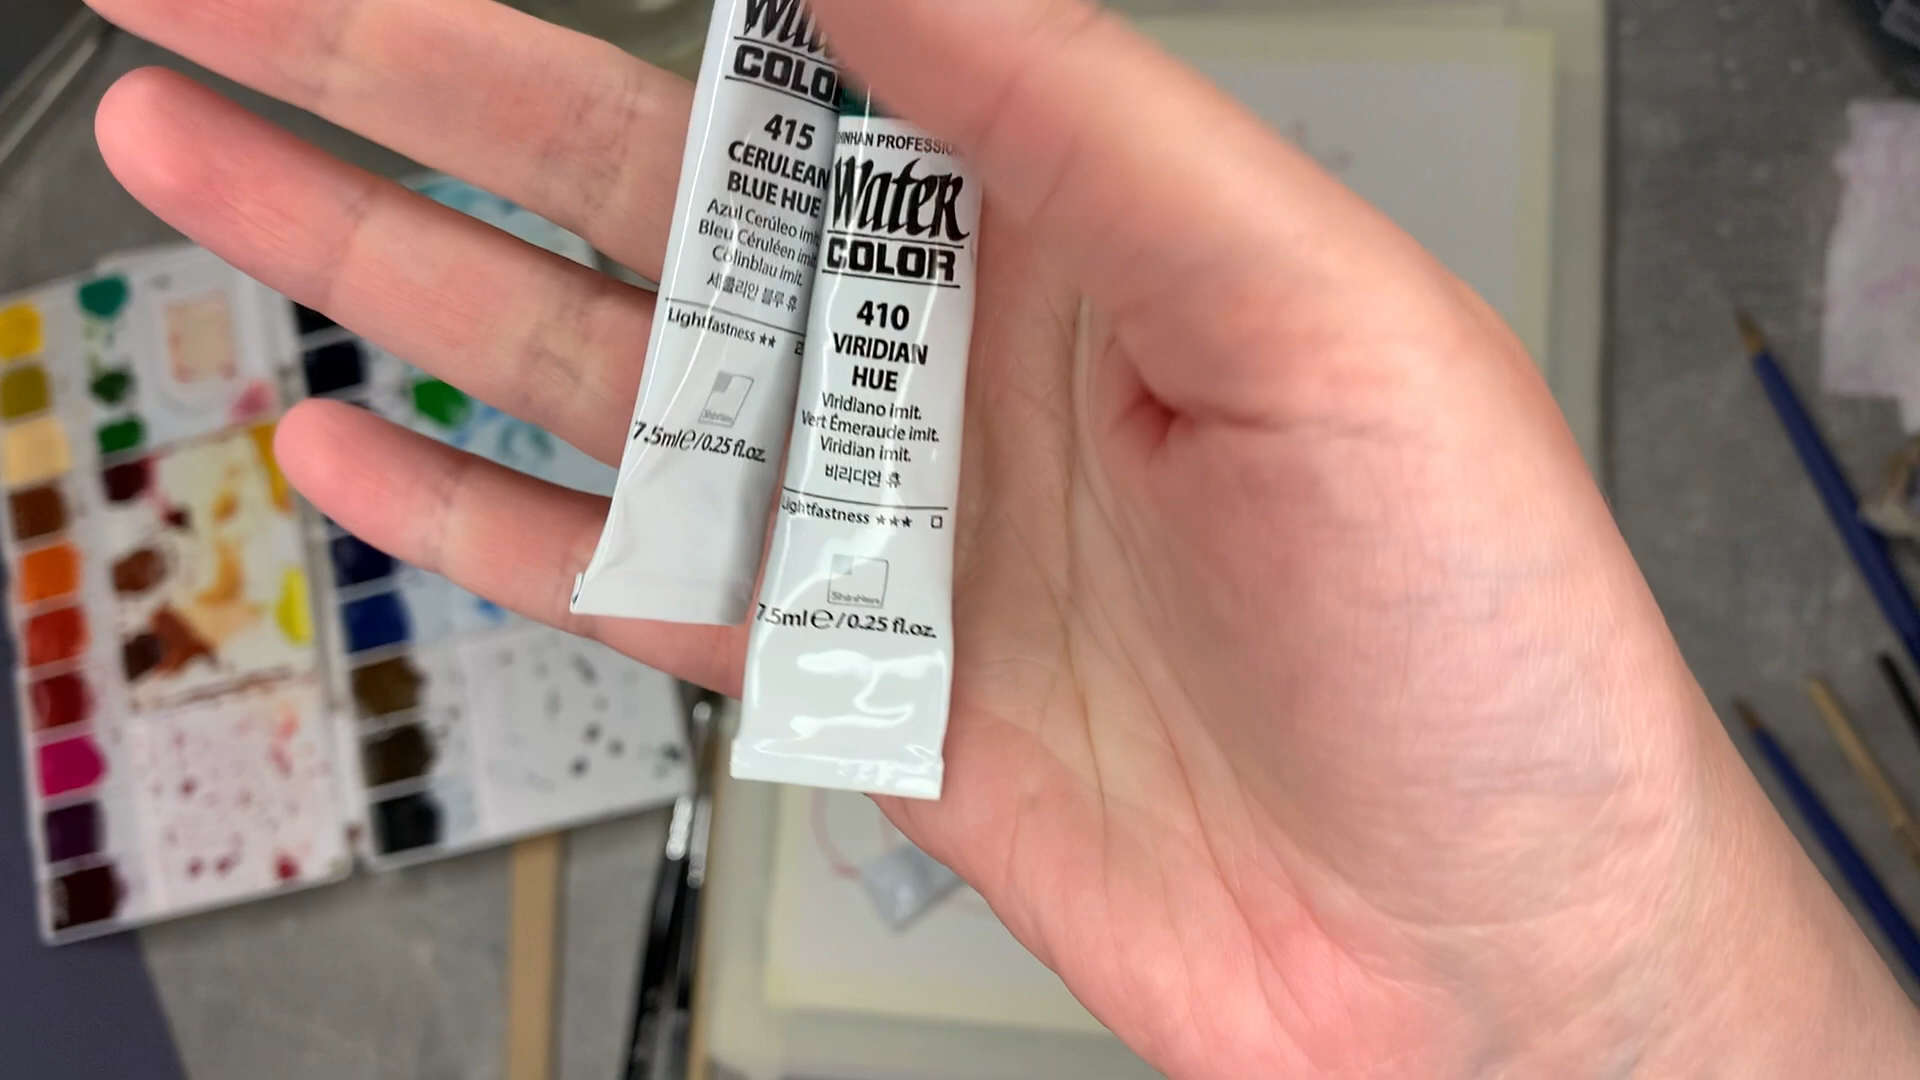 Water
COLOR
415
CERULEAN
BLUE HUE
Azul Cerúleo imit.
Bleu Céruléen imit.
Cölinblau imit.
세룰리안 블루 휴
Lightfastness ★★
7.5ml℮/0.25 fl.oz.
SHINHAN PROFESSIONAL
Water
COLOR
410
VIRIDIAN
HUE
Viridiano imit.
Vert Émeraude imit.
Viridian imit.
비리디언 휴
Lightfastness ★★★ □
ShinHan
7.5ml℮/0.25 fl.oz.